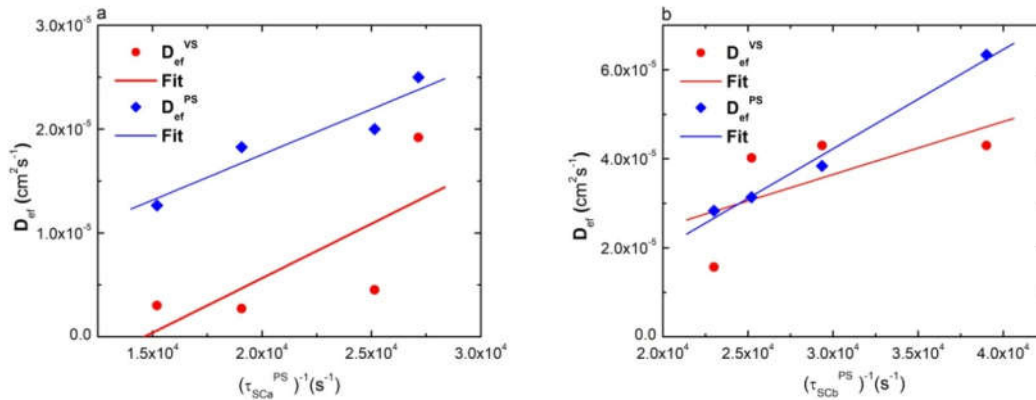 a
3.0x10⁻⁵
2.0x10⁻⁵
1.0x10⁻⁵
0.0
D_ef (cm²s⁻¹)
D_ef^VS
Fit
D_ef^PS
Fit
1.5x10⁴ 2.0x10⁴ 2.5x10⁴ 3.0x10⁴
(τ_SCa^PS)⁻¹(s⁻¹)
b
6.0x10⁻⁵
4.0x10⁻⁵
2.0x10⁻⁵
0.0
D_ef (cm²s⁻¹)
D_ef^VS
Fit
D_ef^PS
Fit
2.0x10⁴ 2.5x10⁴ 3.0x10⁴ 3.5x10⁴ 4.0x10⁴
(τ_SCb^PS)⁻¹(s⁻¹)